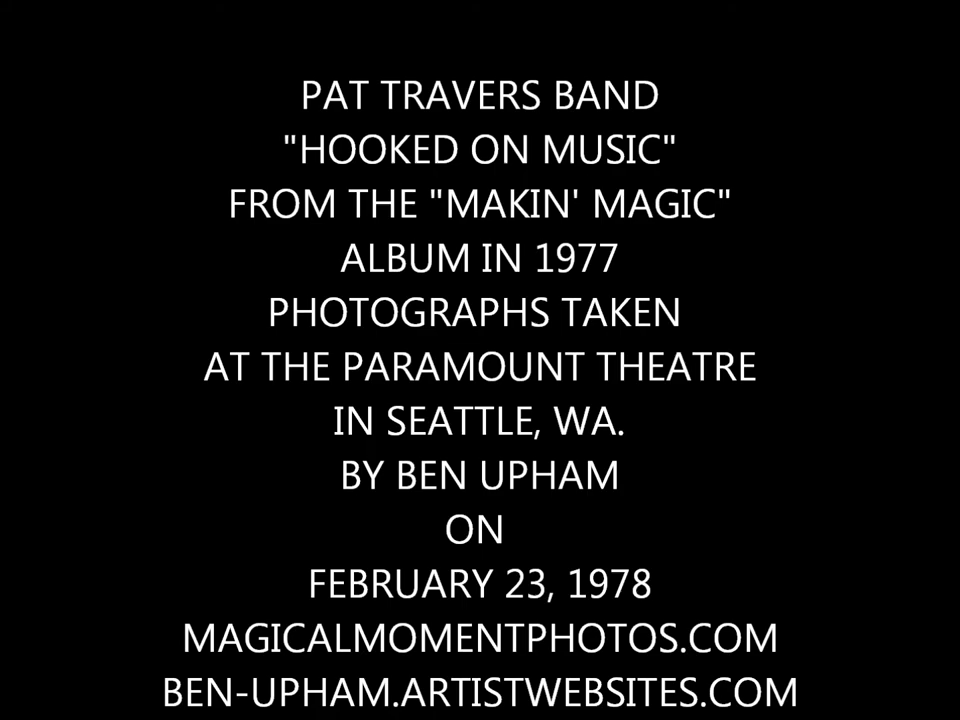 PAT TRAVERS BAND
"HOOKED ON MUSIC"
FROM THE "MAKIN' MAGIC"
ALBUM IN 1977
PHOTOGRAPHS TAKEN
AT THE PARAMOUNT THEATRE
IN SEATTLE, WA.
BY BEN UPHAM
ON
FEBRUARY 23, 1978
MAGICALMOMENTPHOTOS.COM
BEN-UPHAM.ARTISTWEBSITES.COM